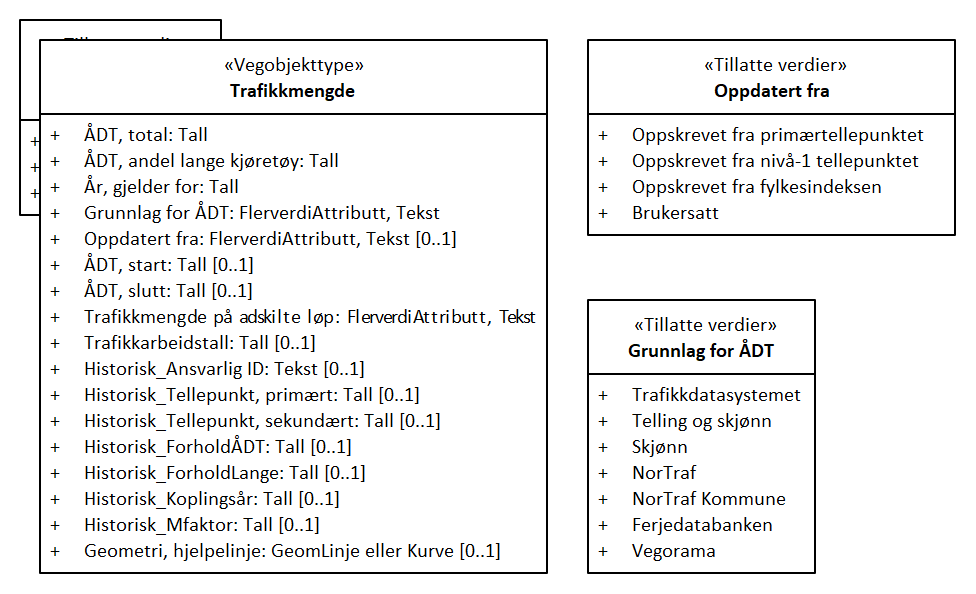 «Vegobjekttype»
Trafikkmengde
+ ÅDT, total: Tall
+ ÅDT, andel lange kjøretøy: Tall
+ År, gjelder for: Tall
+ Grunnlag for ÅDT: FlerverdiAttributt, Tekst
+ Oppdatert fra: FlerverdiAttributt, Tekst [0..1]
+ ÅDT, start: Tall [0..1]
+ ÅDT, slutt: Tall [0..1]
+ Trafikkmengde på adskilte løp: FlerverdiAttributt, Tekst
+ Trafikkarbeidstall: Tall [0..1]
+ Historisk_Ansvarlig ID: Tekst [0..1]
+ Historisk_Tellepunkt, primært: Tall [0..1]
+ Historisk_Tellepunkt, sekundært: Tall [0..1]
+ Historisk_ForholdÅDT: Tall [0..1]
+ Historisk_ForholdLange: Tall [0..1]
+ Historisk_Koplingsår: Tall [0..1]
+ Historisk_Mfaktor: Tall [0..1]
+ Geometri, hjelpelinje: GeomLinje eller Kurve [0..1]
+
+
+
«Tillatte verdier»
Oppdatert fra
+ Oppskrevet fra primærtellepunktet
+ Oppskrevet fra nivå-1 tellepunktet
+ Oppskrevet fra fylkesindeksen
+ Brukersatt
«Tillatte verdier»
Grunnlag for ÅDT
+ Trafikkdatasystemet
+ Telling og skjønn
+ Skjønn
+ NorTraf
+ NorTraf Kommune
+ Ferjedatabanken
+ Vegorama